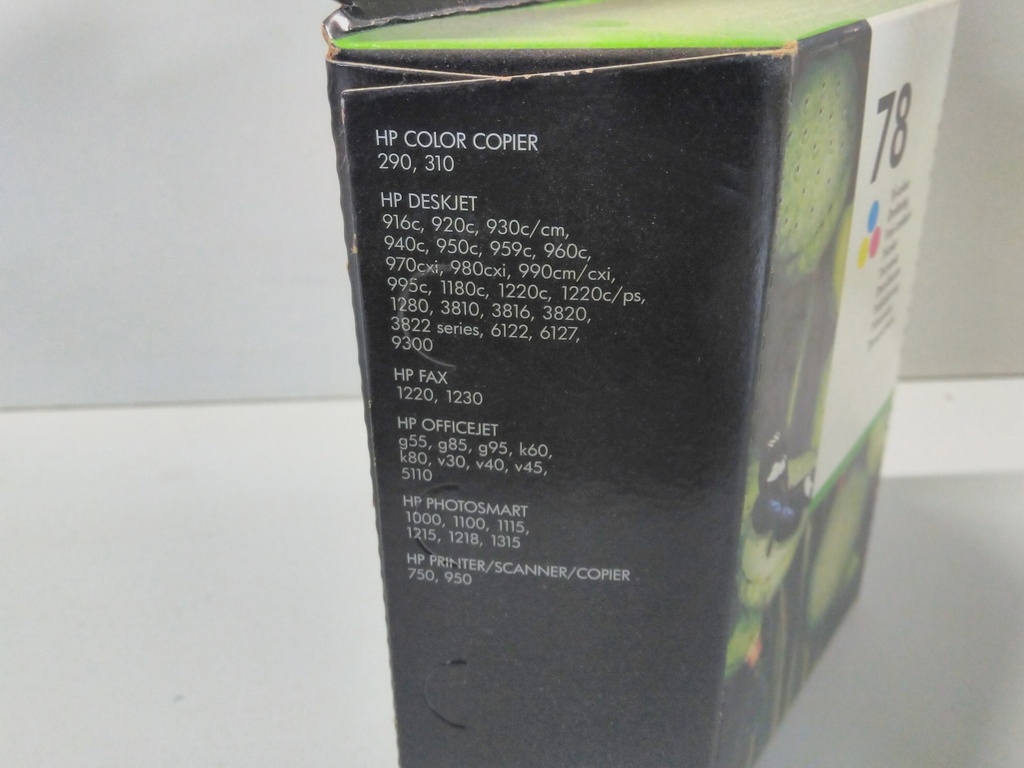 HP COLOR COPIER
290, 310
HP DESKJET
916c, 920c, 930c/cm,
940c, 950c, 959c, 960c,
970cxi, 980cxi, 990cm/cxi,
995c, 1180c, 1220c, 1220c/ps,
1280, 3810, 3816, 3820,
3822 series, 6122, 6127,
9300
HP FAX
1220, 1230
HP OFFICEJET
g55, g85, g95, k60,
k80, v30, v40, v45,
5110
HP PHOTOSMART
1000, 1100, 1115,
1215, 1218, 1315
HP PRINTER/SCANNER/COPIER
750, 950
78